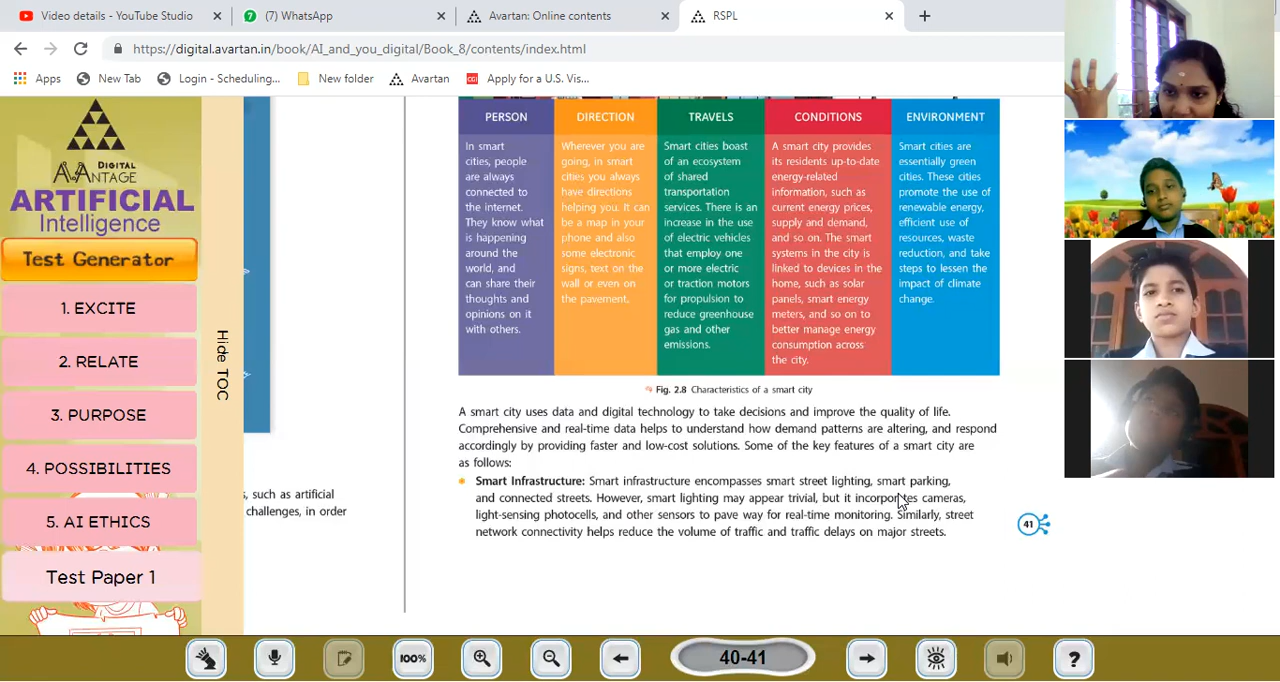 Video details - YouTube Studio
(7) WhatsApp
Avartan: Online contents
RSPL
https://digital.avartan.in/book/AI_and_you_digital/Book_8/contents/index.html
Apps
New Tab
Login - Scheduling...
New folder
Avartan
Apply for a U.S. Vis...
DIGITAL
AVANTAGE
ARTIFICIAL
Intelligence
Test Generator
1. EXCITE
2. RELATE
3. PURPOSE
4. POSSIBILITIES
5. AI ETHICS
Test Paper 1
Hide TOC
s, such as artificial
challenges, in order
PERSON
In smart
cities, people
are always
connected to
the internet.
They know what
is happening
around the
world, and
can share their
thoughts and
opinions on it
with others.
DIRECTION
Wherever you are
going, in smart
cities you always
have directions
helping you. It can
be a map in your
phone and also
some electronic
signs, text on the
wall or even on
the pavement.
TRAVELS
Smart cities boast
of an ecosystem
of shared
transportation
services. There is an
increase in the use
of electric vehicles
that employ one
or more electric
or traction motors
for propulsion to
reduce greenhouse
gas and other
emissions.
CONDITIONS
A smart city provides
its residents up-to-date
energy-related
information, such as
current energy prices,
supply and demand,
and so on. The smart
systems in the city is
linked to devices in the
home, such as solar
panels, smart energy
meters, and so on to
better manage energy
consumption across
the city.
ENVIRONMENT
Smart cities are
essentially green
cities. These cities
promote the use of
renewable energy,
efficient use of
resources, waste
reduction, and take
steps to lessen the
impact of climate
change.
Fig. 2.8 Characteristics of a smart city
A smart city uses data and digital technology to take decisions and improve the quality of life.
Comprehensive and real-time data helps to understand how demand patterns are altering, and respond
accordingly by providing faster and low-cost solutions. Some of the key features of a smart city are
as follows:
Smart Infrastructure: Smart infrastructure encompasses smart street lighting, smart parking,
and connected streets. However, smart lighting may appear trivial, but it incorporates cameras,
light-sensing photocells, and other sensors to pave way for real-time monitoring. Similarly, street
network connectivity helps reduce the volume of traffic and traffic delays on major streets.
41
100%
40-41
?